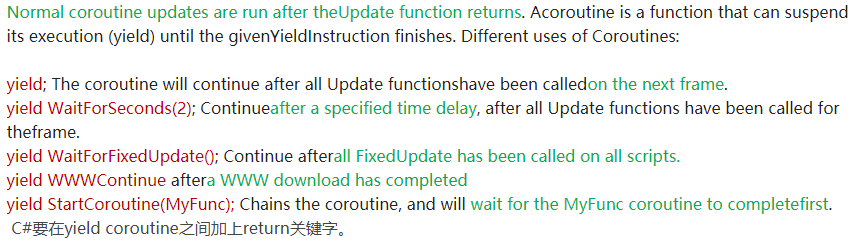 Normal coroutine updates are run after theUpdate function returns. Acoroutine is a function that can suspend
its execution (yield) until the givenYieldInstruction finishes. Different uses of Coroutines:
yield; The coroutine will continue after all Update functionshave been calledon the next frame.
yield WaitForSeconds(2); Continueafter a specified time delay, after all Update functions have been called for
theframe.
yield WaitForFixedUpdate(); Continue afterall FixedUpdate has been called on all scripts.
yield WWWContinue aftera WWW download has completed
yield StartCoroutine(MyFunc); Chains the coroutine, and will wait for the MyFunc coroutine to completefirst.
C#要在yield coroutine之间加上return关键字。